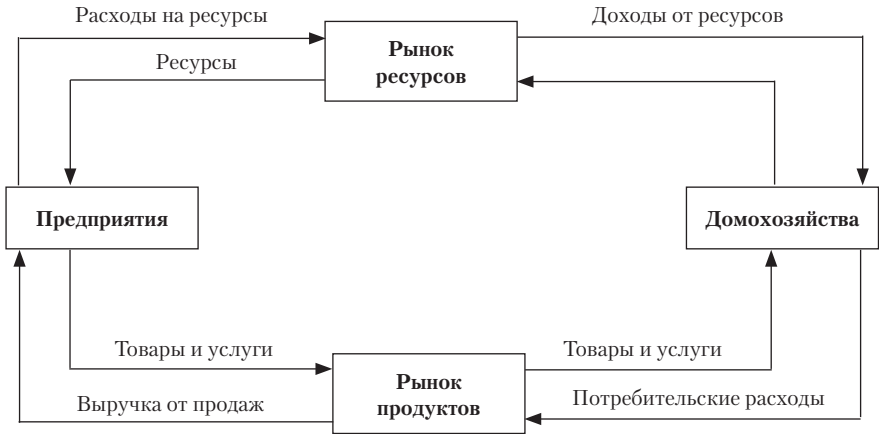 Расходы на ресурсы
Доходы от ресурсов
Рынок
ресурсов
Ресурсы
Предприятия
Домохозяйства
Товары и услуги
Товары и услуги
Рынок
продуктов
Выручка от продаж
Потребительские расходы